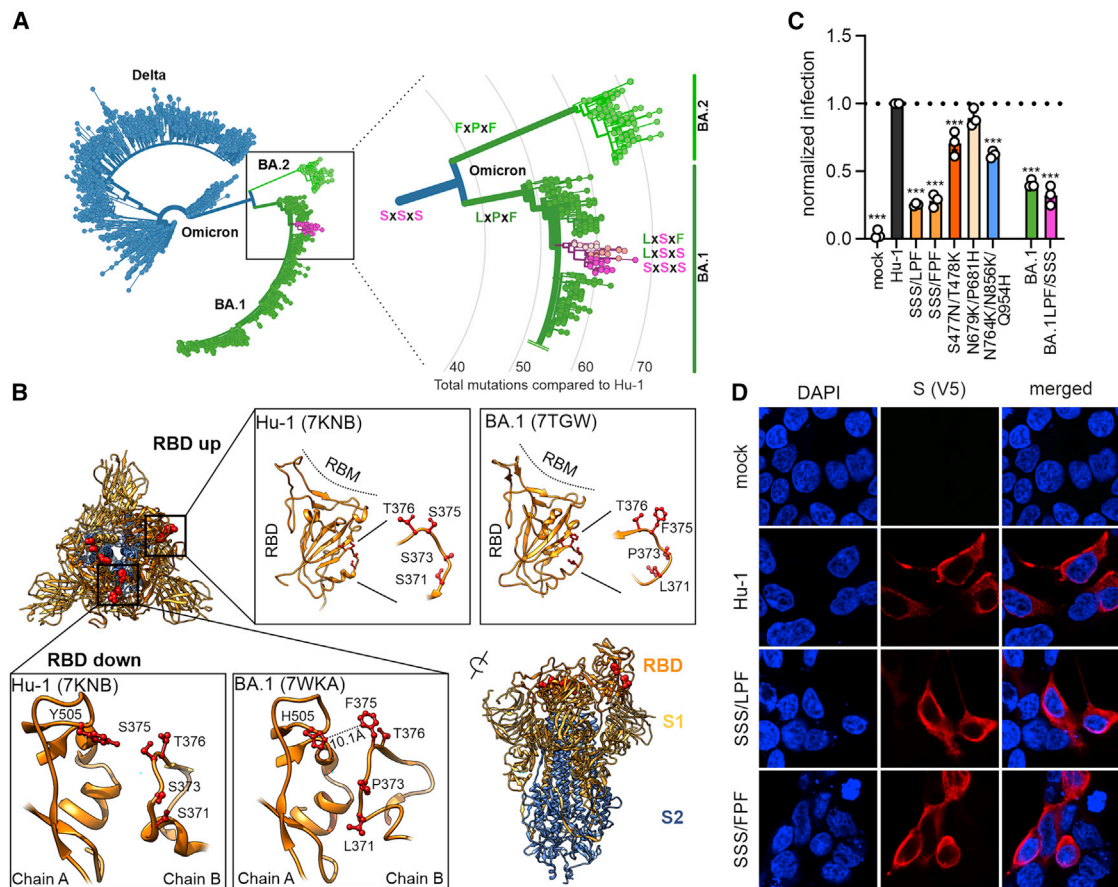 A
Delta
BA.2
Omicron
BA.1
FxPxF
Omicron
SxSxS
LxPxF
LxSxF
LxSxS
SxSxS
BA.2
BA.1
40 50 60 70
Total mutations compared to Hu-1
C
normalized infection
1.5
1.0
0.5
0.0
***
***
***
***
***
***
***
mock
Hu-1
SSS/LPF
SSS/FPF
S477N/T478K
N679K/P681H
N764K/N856K/
Q954H
BA.1
BA.1LPF/SSS
B
RBD up
Hu-1 (7KNB)
RBM
RBD
T376
S375
S373
S371
BA.1 (7TGW)
RBM
RBD
T376
F375
P373
L371
RBD down
Hu-1 (7KNB)
Y505
S375
T376
S373
S371
Chain A
Chain B
BA.1 (7WKA)
H505
F375
10.1Å
T376
P373
L371
Chain A
Chain B
RBD
S1
S2
D
DAPI
S (V5)
merged
mock
Hu-1
SSS/LPF
SSS/FPF